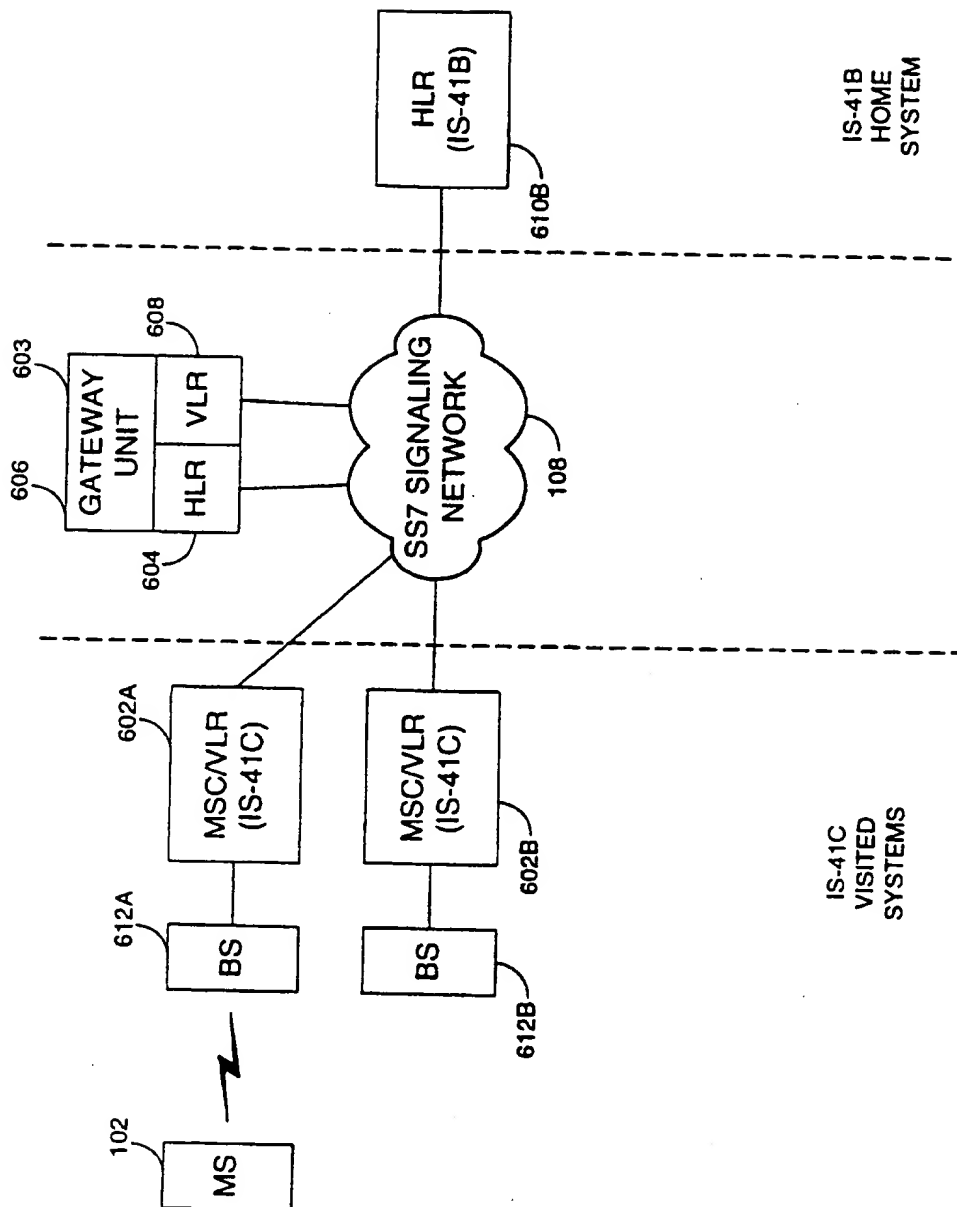 102
MS
612A
BS
602A
MSC/VLR
(IS-41C)
BS
612B
MSC/VLR
(IS-41C)
602B
IS-41C
VISITED
SYSTEMS
606
603
GATEWAY
UNIT
HLR
VLR
604
608
SS7 SIGNALING
NETWORK
108
HLR
(IS-41B)
610B
IS-41B
HOME
SYSTEM